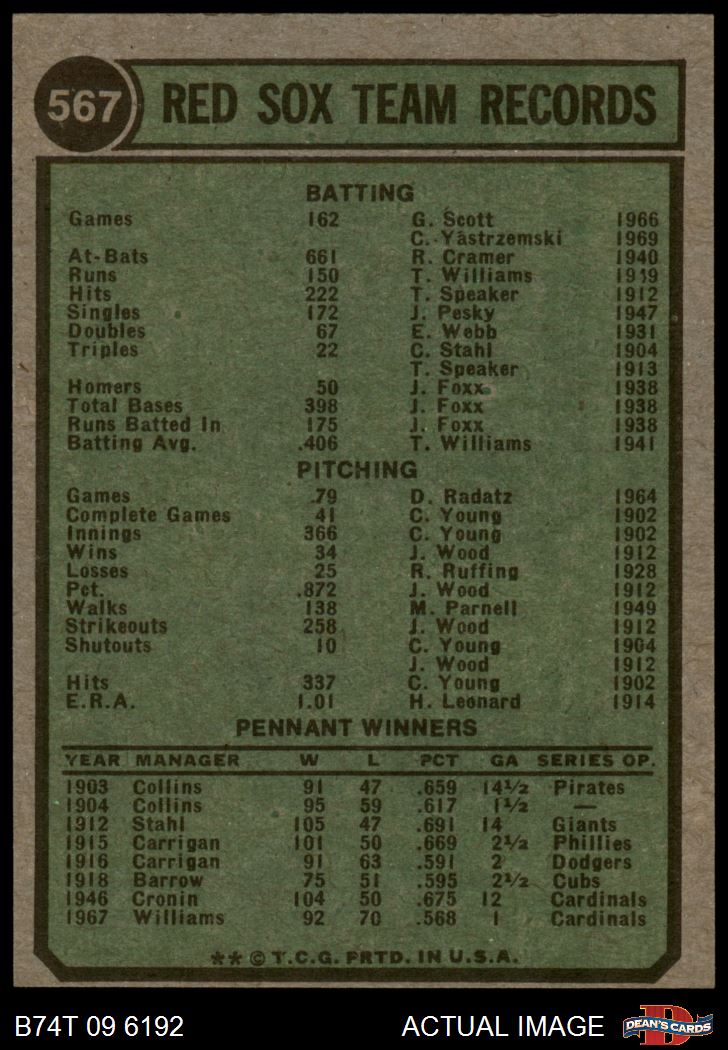 567 RED SOX TEAM RECORDS
BATTING
Games 162 G. Scott 1966
C. Yastrzemski 1969
At-Bats 661 R. Cramer 1940
Runs 150 T. Williams 1949
Hits 222 T. Speaker 1912
Singles 172 J. Pesky 1947
Doubles 67 E. Webb 1931
Triples 22 C. Stahl 1904
T. Speaker 1913
Homers 50 J. Foxx 1938
Total Bases 398 J. Foxx 1938
Runs Batted In 175 J. Foxx 1938
Batting Avg. .406 T. Williams 1941
PITCHING
Games 79 D. Radatz 1964
Complete Games 41 C. Young 1902
Innings 366 C. Young 1902
Wins 34 J. Wood 1912
Losses 25 R. Ruffing 1928
Pct. .872 J. Wood 1912
Walks 138 M. Parnell 1949
Strikeouts 258 J. Wood 1912
Shutouts 10 C. Young 1904
J. Wood 1912
Hits 337 C. Young 1902
E.R.A. 1.01 H. Leonard 1914
PENNANT WINNERS
YEAR MANAGER W L PCT GA SERIES OP.
1903 Collins 91 47 .659 14½ Pirates
1904 Collins 95 59 .617 1½ —
1912 Stahl 105 47 .691 14 Giants
1915 Carrigan 101 50 .669 2½ Phillies
1916 Carrigan 91 63 .591 2 Dodgers
1918 Barrow 75 51 .595 2½ Cubs
1946 Cronin 104 50 .675 12 Cardinals
1967 Williams 92 70 .568 1 Cardinals
** © T.C.G. PRTD. IN U.S.A.
B74T 09 6192 ACTUAL IMAGE D DEAN'S CARDS